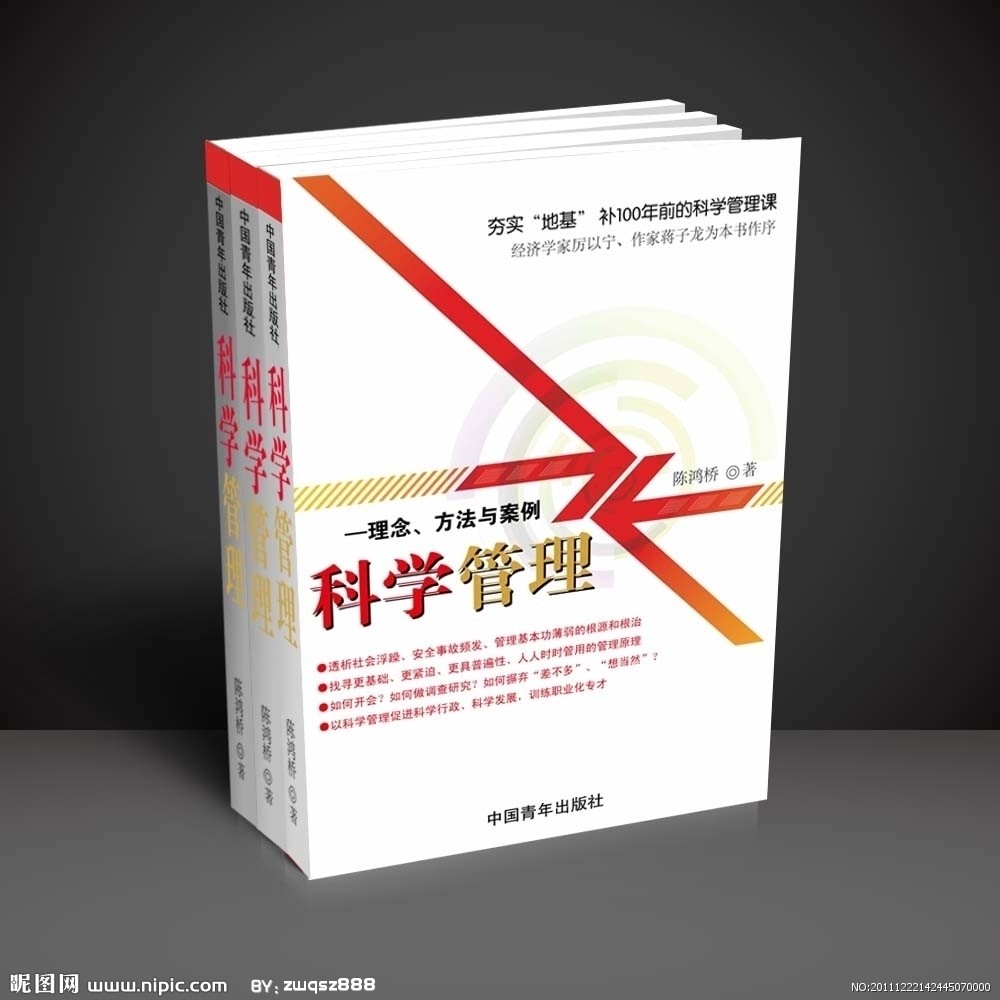 夯实“地基” 补100年前的科学管理课
经济学家厉以宁、作家蒋子龙为本书作序
陈鸿桥 ◎ 著
—理念、方法与案例
科学管理
●透析社会浮躁、安全事故频发、管理基本功薄弱的根源和根治
●找寻更基础、更紧迫、更具普遍性、人人时时管用的管理原理
●如何开会？如何做调查研究？如何摒弃“差不多”、“想当然”？
●以科学管理促进科学行政、科学发展，训练职业化专才
中国青年出版社
中国青年出版社 科学管理 陈鸿桥 ◎ 著
中国青年出版社 科学管理 陈鸿桥 ◎ 著
中国青年出版社 科学管理 陈鸿桥 ◎ 著
昵图网 www.nipic.com BY: zwqsz888
NO:20111222142445070000